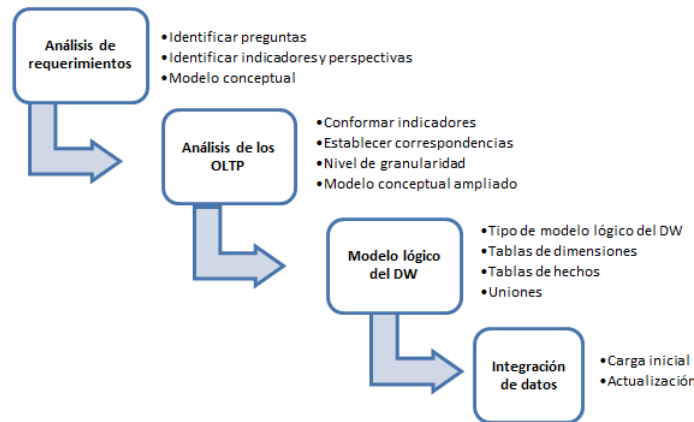 Análisis de
requerimientos
•Identificar preguntas
•Identificar indicadores y perspectivas
•Modelo conceptual
Análisis de los
OLTP
•Conformar indicadores
•Establecer correspondencias
•Nivel de granularidad
•Modelo conceptual ampliado
Modelo lógico
del DW
•Tipo de modelo lógico del DW
•Tablas de dimensiones
•Tablas de hechos
•Uniones
Integración
de datos
•Carga inicial
•Actualización